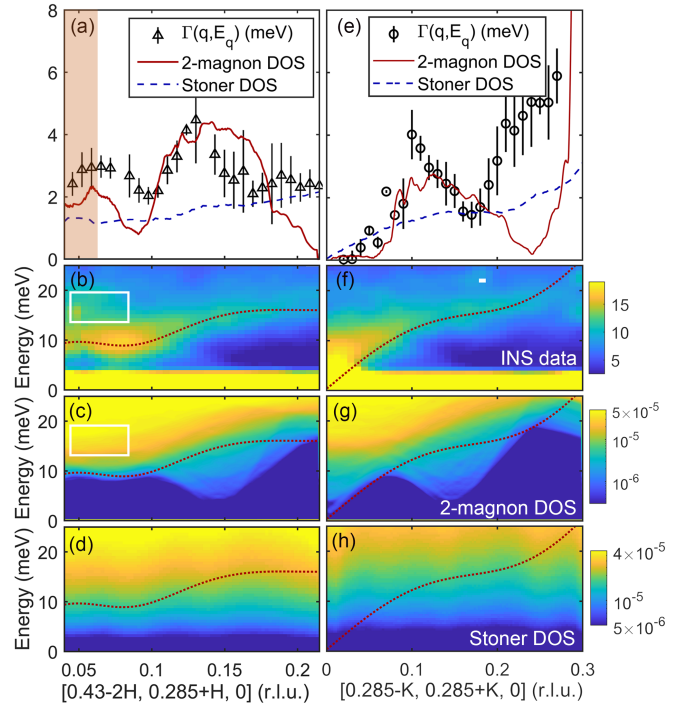 (a)
Γ(q,E_q) (meV)
2-magnon DOS
Stoner DOS
8
6
4
2
0
(e)
Γ(q,E_q) (meV)
2-magnon DOS
Stoner DOS
(b)
Energy (meV)
20
10
0
(f)
INS data
15
10
5
(c)
Energy (meV)
20
10
0
(g)
2-magnon DOS
5×10⁻⁵
10⁻⁵
10⁻⁶
(d)
Energy (meV)
20
10
0
0.05 0.1 0.15 0.2
[0.43-2H, 0.285+H, 0] (r.l.u.)
(h)
Stoner DOS
4×10⁻⁵
10⁻⁵
5×10⁻⁶
0 0.1 0.2 0.3
[0.285-K, 0.285+K, 0] (r.l.u.)